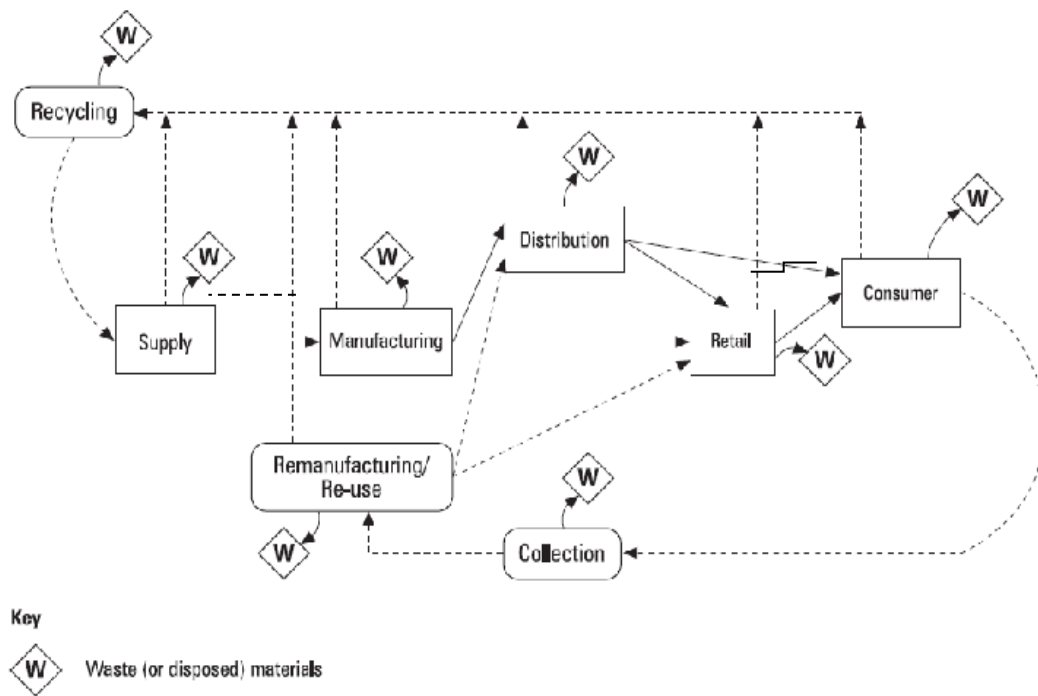 W
Recycling
W
Distribution
W
W
W
Consumer
Supply
Manufacturing
Retail
W
Remanufacturing/
Re-use
W
W
Collection
Key
W Waste (or disposed) materials